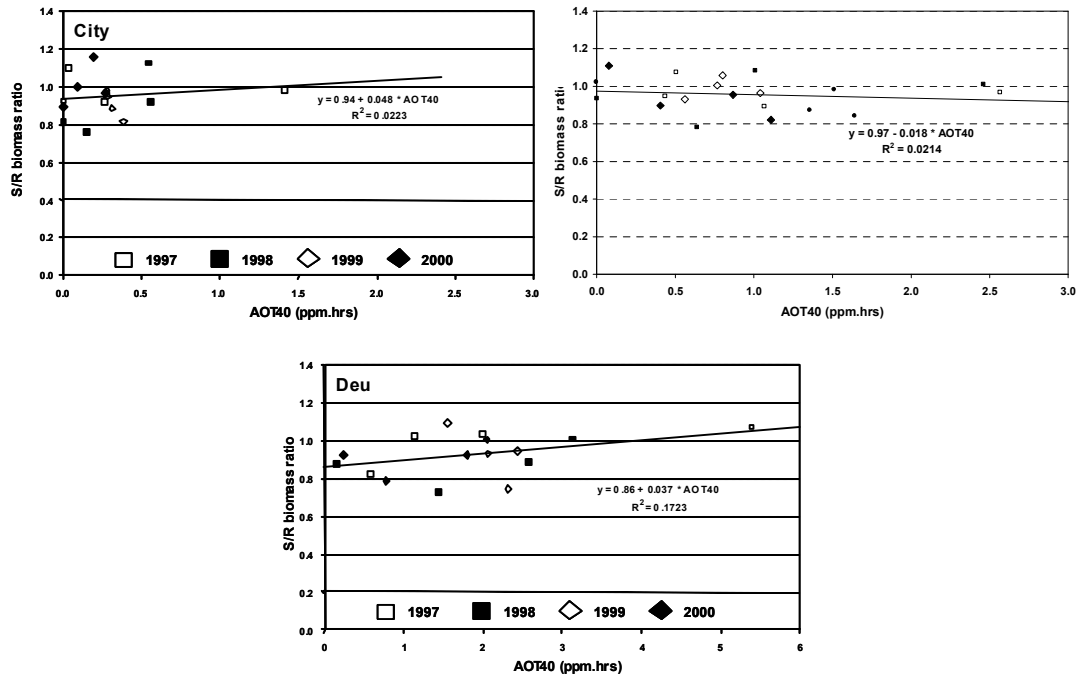 City
S/R biomass ratio
1.4
1.2
1.0
0.8
0.6
0.4
0.2
0.0
y = 0.94 + 0.048 * AOT40
R² = 0.0223
1997 1998 1999 2000
0.0 0.5 1.0 1.5 2.0 2.5 3.0
AOT40 (ppm.hrs)
S/R biomass ratio
1.4
1.2
1.0
0.8
0.6
0.4
0.2
0.0
y = 0.97 - 0.018 * AOT40
R² = 0.0214
0.0 0.5 1.0 1.5 2.0 2.5 3.0
AOT40 (ppm.hrs)
Deu
S/R biomass ratio
1.4
1.2
1.0
0.8
0.6
0.4
0.2
0.0
y = 0.86 + 0.037 * AOT40
R² = 0.1723
1997 1998 1999 2000
0 1 2 3 4 5 6
AOT40 (ppm.hrs)